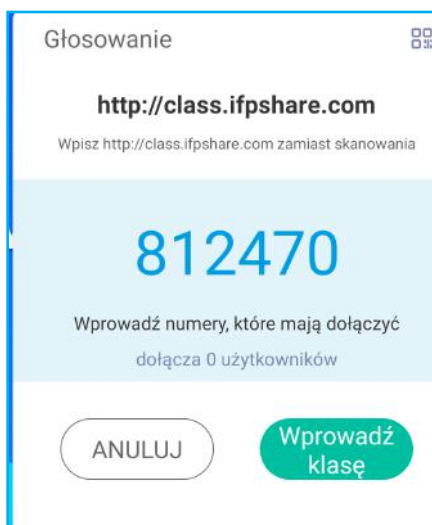 Głosowanie
http://class.ifpshare.com
Wpisz http://class.ifpshare.com zamiast skanowania
812470
Wprowadź numery, które mają dołączyć
dołącza 0 użytkowników
ANULUJ
Wprowadź
klasę